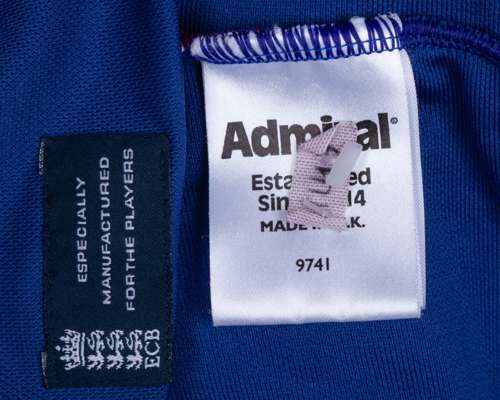 ESPECIALLY
MANUFACTURED
FOR THE PLAYERS
ECB
Admiral®
MADE
K.
9741